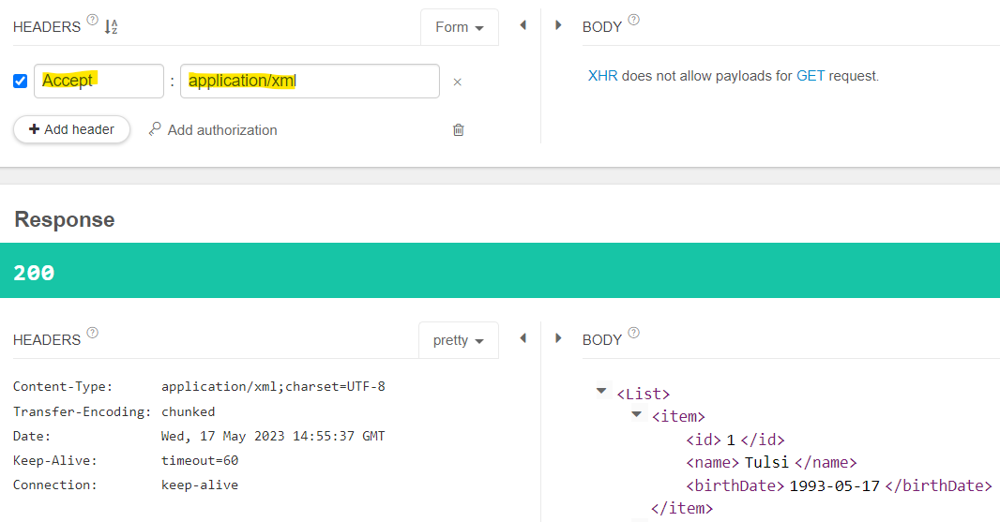 HEADERS ? Form
BODY ?
Accept : application/xml ×
XHR does not allow payloads for GET request.
+ Add header Add authorization
Response
200
HEADERS ? pretty
BODY ?
Content-Type: application/xml;charset=UTF-8
Transfer-Encoding: chunked
Date: Wed, 17 May 2023 14:55:37 GMT
Keep-Alive: timeout=60
Connection: keep-alive
<List>
<item>
<id> 1 </id>
<name> Tulsi </name>
<birthDate> 1993-05-17 </birthDate>
</item>